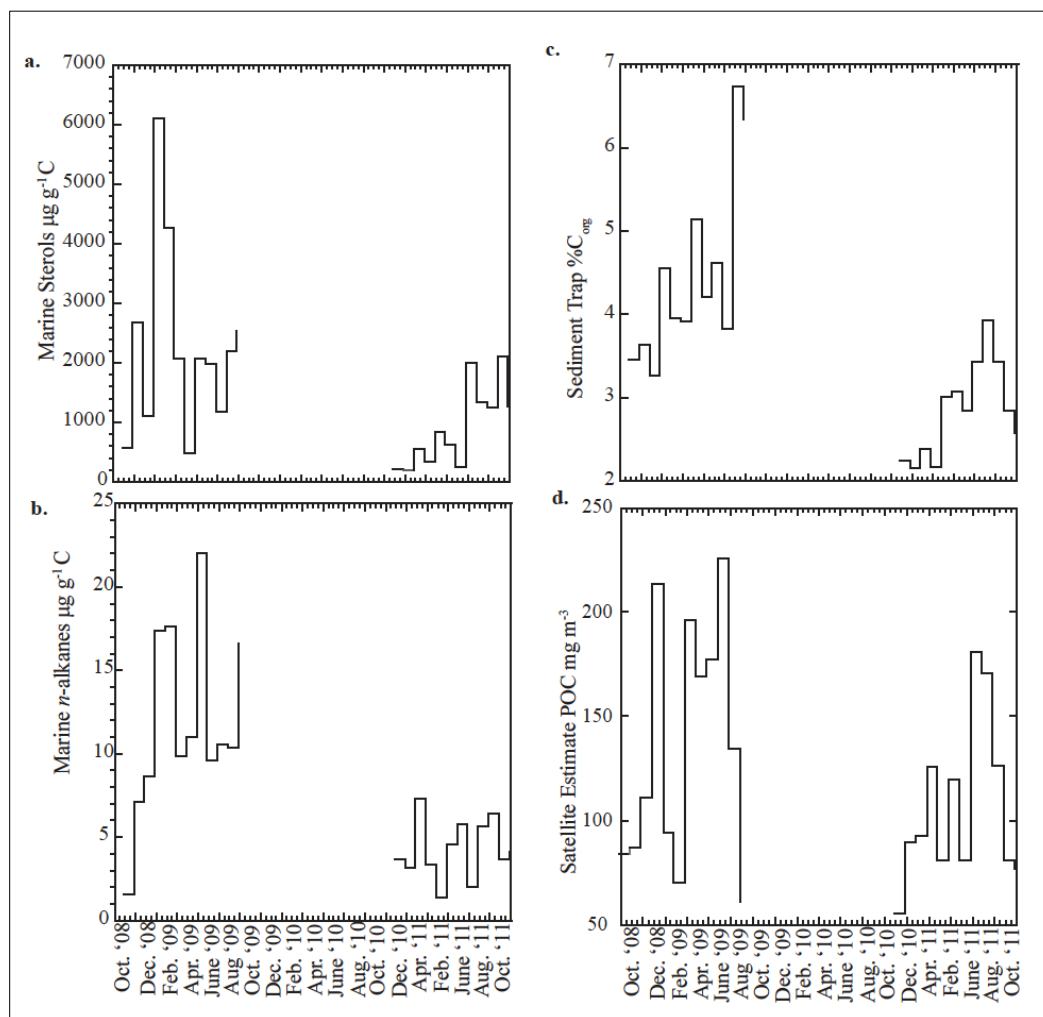 a.
7000
6000
5000
4000
3000
2000
1000
0
Marine Sterols µg g⁻¹ C
b.
25
20
15
10
5
0
Marine n-alkanes µg g⁻¹ C
Oct. ‘08
Dec. ‘08
Feb. ‘09
Apr. ‘09
June ‘09
Aug ‘09
Oct. ‘09
Dec. ‘09
Feb. ‘10
Apr. ‘10
June ‘10
Aug. ‘10
Oct. ‘10
Dec. ‘10
Apr. ‘11
Feb. ‘11
June ‘11
Aug. ‘11
Oct. ‘11
c.
7
6
5
4
3
2
Sediment Trap %Corg
d.
250
200
150
100
50
Satellite Estimate POC mg m⁻³
Oct. ‘08
Dec. ‘08
Feb. ‘09
Apr. ‘09
June ‘09
Aug ‘09
Oct. ‘09
Dec. ‘09
Feb. ‘10
Apr. ‘10
June ‘10
Aug. ‘10
Oct. ‘10
Dec. ‘10
Apr. ‘11
Feb. ‘11
June ‘11
Aug. ‘11
Oct. ‘11